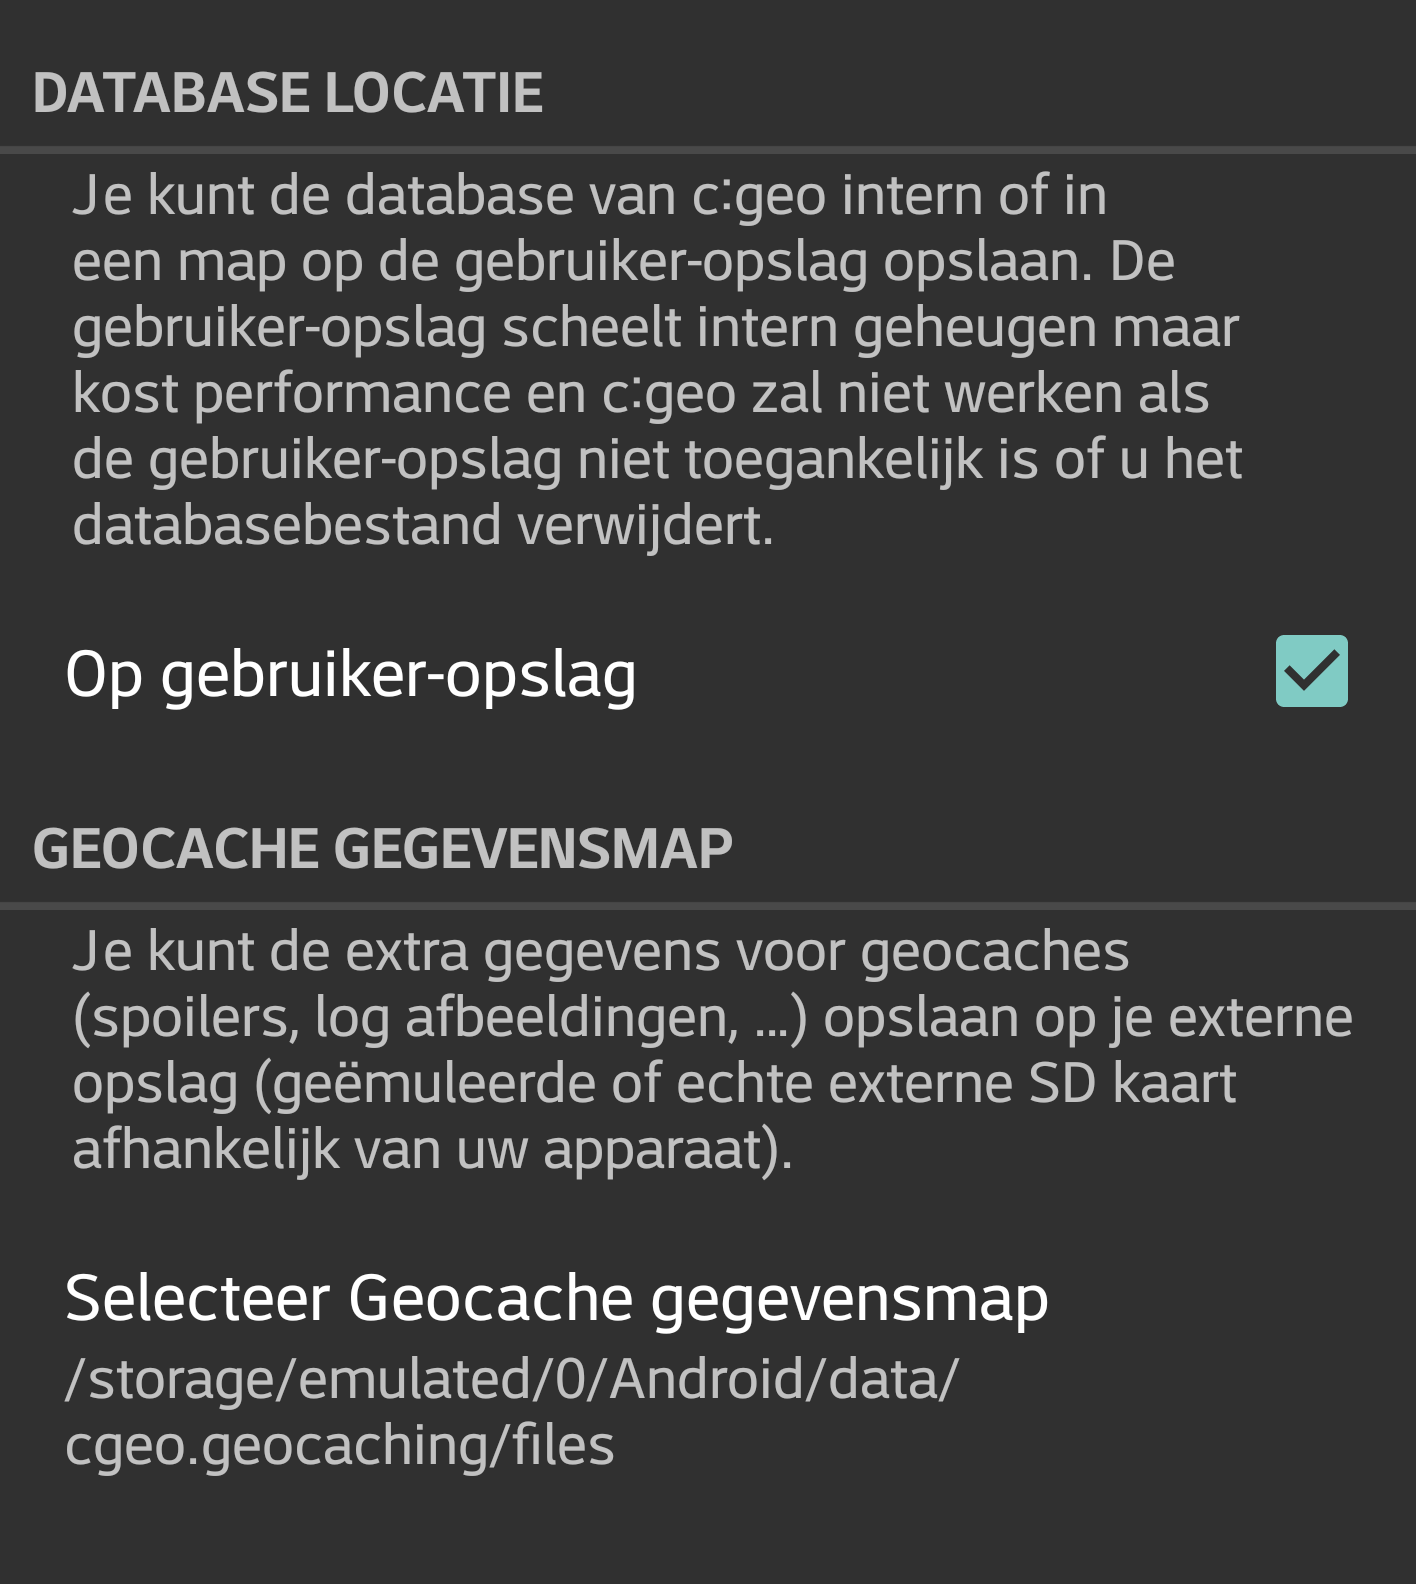 DATABASE LOCATIE
Je kunt de database van c:geo intern of in
een map op de gebruiker-opslag opslaan. De
gebruiker-opslag scheelt intern geheugen maar
kost performance en c:geo zal niet werken als
de gebruiker-opslag niet toegankelijk is of u het
databasebestand verwijdert.
Op gebruiker-opslag
GEOCACHE GEGEVENSMAP
Je kunt de extra gegevens voor geocaches
(spoilers, log afbeeldingen, ...) opslaan op je externe
opslag (geëmuleerde of echte externe SD kaart
afhankelijk van uw apparaat).
Selecteer Geocache gegevensmap
/storage/emulated/0/Android/data/
cgeo.geocaching/files